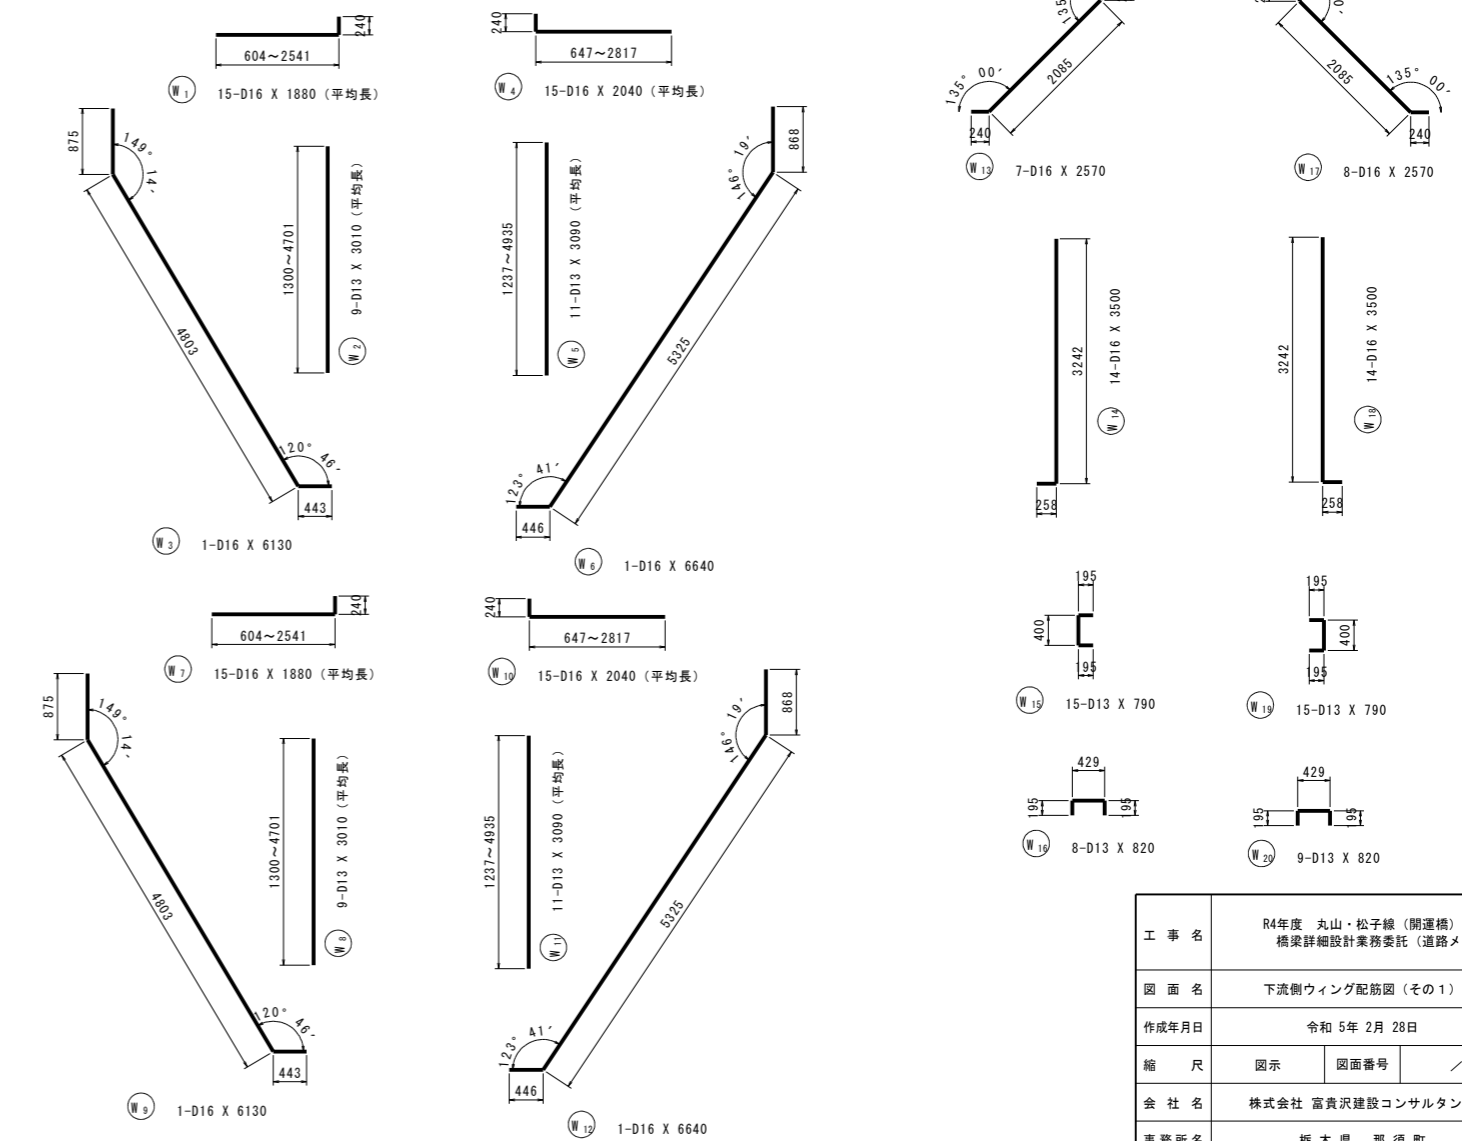 240
604～2541
W1 15-D16 X 1880 (平均長)
240
647～2817
W4 15-D16 X 2040 (平均長)
875
149° 14′
4803
120° 46′
443
W3 1-D16 X 6130
1300～4701
W2 9-D13 X 3010 (平均長)
1237～4935
W5 11-D13 X 3090 (平均長)
868
146° 19′
5325
123° 41′
446
W6 1-D16 X 6640
240
604～2541
W7 15-D16 X 1880 (平均長)
240
647～2817
W10 15-D16 X 2040 (平均長)
875
149° 14′
4803
120° 46′
443
W9 1-D16 X 6130
1300～4701
W8 9-D13 X 3010 (平均長)
1237～4935
W11 11-D13 X 3090 (平均長)
868
146° 19′
5325
123° 41′
446
W12 1-D16 X 6640
135° 00′
2085
240
W13 7-D16 X 2570
2085
135° 00′
240
W17 8-D16 X 2570
3242
258
W14 14-D16 X 3500
3242
258
W18 14-D16 X 3500
195
400
195
W15 15-D13 X 790
195
400
195
W19 15-D13 X 790
429
195
195
W16 8-D13 X 820
429
195
195
W20 9-D13 X 820
工事名
R4年度 丸山・松子線（開運橋）
橋梁詳細設計業務委託（道路メ
図面名 下流側ウィング配筋図（その１）
作成年月日 令和 5年 2月 28日
縮尺 図示 図面番号 ／
会社名 株式会社 富貴沢建設コンサルタン
事務所名 栃木県 那須町